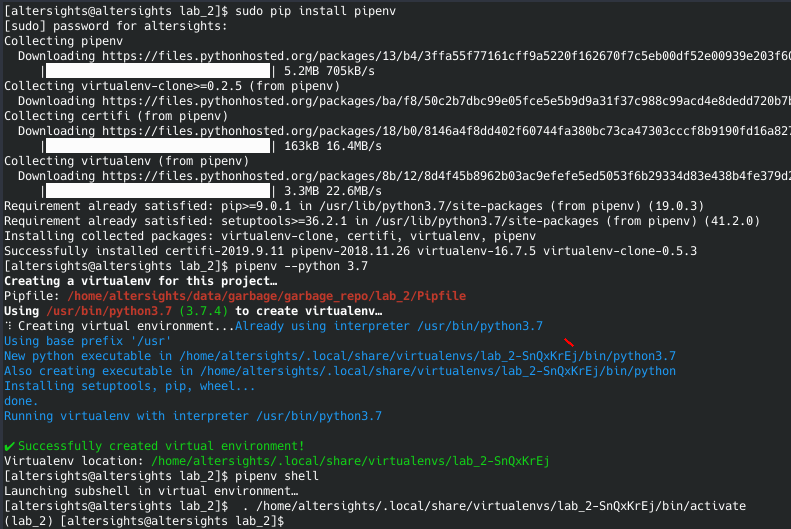 [altersights@altersights lab_2]$ sudo pip install pipenv
[sudo] password for altersights:
Collecting pipenv
Downloading https://files.pythonhosted.org/packages/13/b4/3ffa55f77161cff9a5220f162670f7c5eb00df52e00939e203f60
|████████████████████████████████| 5.2MB 705kB/s
Collecting virtualenv-clone>=0.2.5 (from pipenv)
Downloading https://files.pythonhosted.org/packages/ba/f8/50c2b7dbc99e05fce5e5b9d9a31f37c988c99acd4e8dedd720b7b
Collecting certifi (from pipenv)
Downloading https://files.pythonhosted.org/packages/18/b0/8146a4f8dd402f60744fa380bc73ca47303cccf8b9190fd16a827
|████████████████████████████████| 163kB 16.4MB/s
Collecting virtualenv (from pipenv)
Downloading https://files.pythonhosted.org/packages/8b/12/8d4f45b8962b03ac9efefe5ed5053f6b29334d83e438b4fe379d2
|████████████████████████████████| 3.3MB 22.6MB/s
Requirement already satisfied: pip>=9.0.1 in /usr/lib/python3.7/site-packages (from pipenv) (19.0.3)
Requirement already satisfied: setuptools>=36.2.1 in /usr/lib/python3.7/site-packages (from pipenv) (41.2.0)
Installing collected packages: virtualenv-clone, certifi, virtualenv, pipenv
Successfully installed certifi-2019.9.11 pipenv-2018.11.26 virtualenv-16.7.5 virtualenv-clone-0.5.3
[altersights@altersights lab_2]$ pipenv --python 3.7
Creating a virtualenv for this project…
Pipfile: /home/altersights/data/garbage/garbage_repo/lab_2/Pipfile
Using /usr/bin/python3.7 (3.7.4) to create virtualenv…
⠹ Creating virtual environment...Already using interpreter /usr/bin/python3.7
Using base prefix '/usr'
New python executable in /home/altersights/.local/share/virtualenvs/lab_2-SnQxKrEj/bin/python3.7
Also creating executable in /home/altersights/.local/share/virtualenvs/lab_2-SnQxKrEj/bin/python
Installing setuptools, pip, wheel...
done.
Running virtualenv with interpreter /usr/bin/python3.7
✔ Successfully created virtual environment!
Virtualenv location: /home/altersights/.local/share/virtualenvs/lab_2-SnQxKrEj
[altersights@altersights lab_2]$ pipenv shell
Launching subshell in virtual environment…
[altersights@altersights lab_2]$  . /home/altersights/.local/share/virtualenvs/lab_2-SnQxKrEj/bin/activate
(lab_2) [altersights@altersights lab_2]$